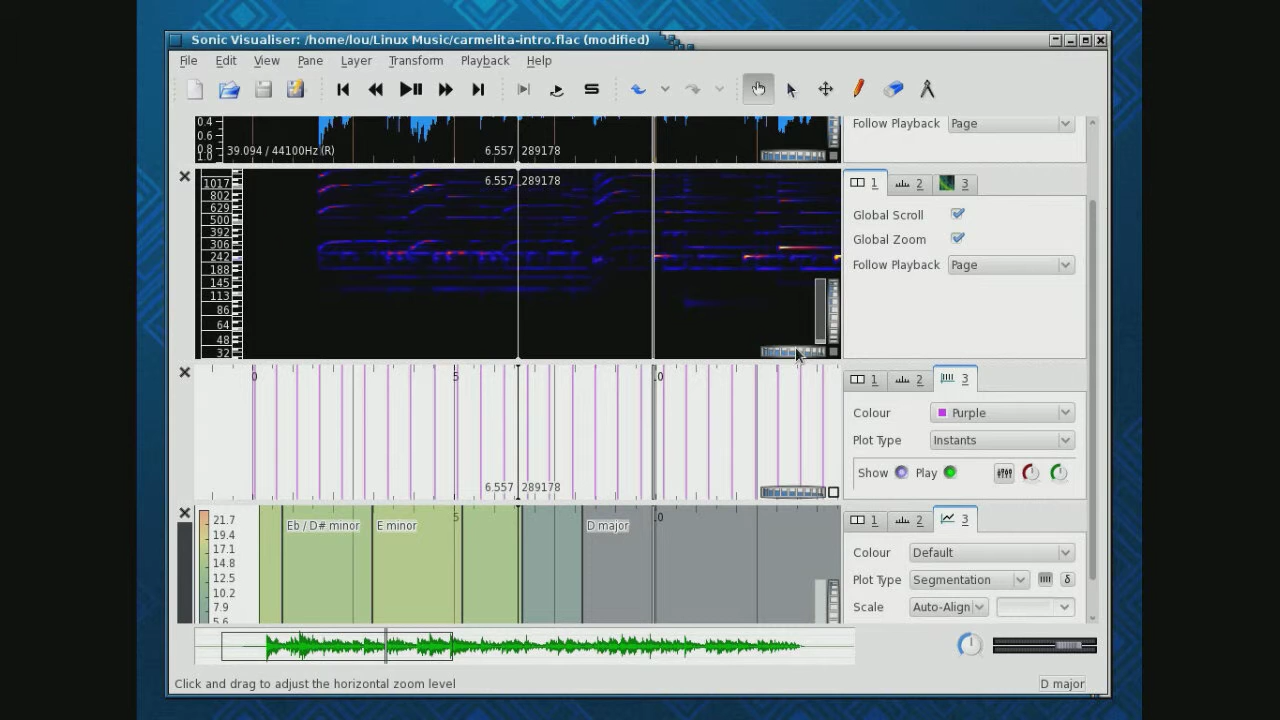 Sonic Visualiser: /home/lou/Linux Music/carmelita-intro.flac (modified)
File Edit View Pane Layer Transform Playback Help
0.4
0.6
0.8
1.0
39.094 / 44100Hz (R)
6.557 289178
Follow Playback Page
1017
802
629
500
392
306
242
188
145
113
86
64
48
32
6.557 289178
1 2 3
Global Scroll
Global Zoom
Follow Playback Page
0 5 10
6.557 289178
1 2 3
Colour Purple
Plot Type Instants
Show Play
21.7
19.4
17.1
14.8
12.5
10.2
7.9
5.6
Eb / D# minor E minor 5 D major 10
1 2 3
Colour Default
Plot Type Segmentation δ
Scale Auto-Align
Click and drag to adjust the horizontal zoom level
D major